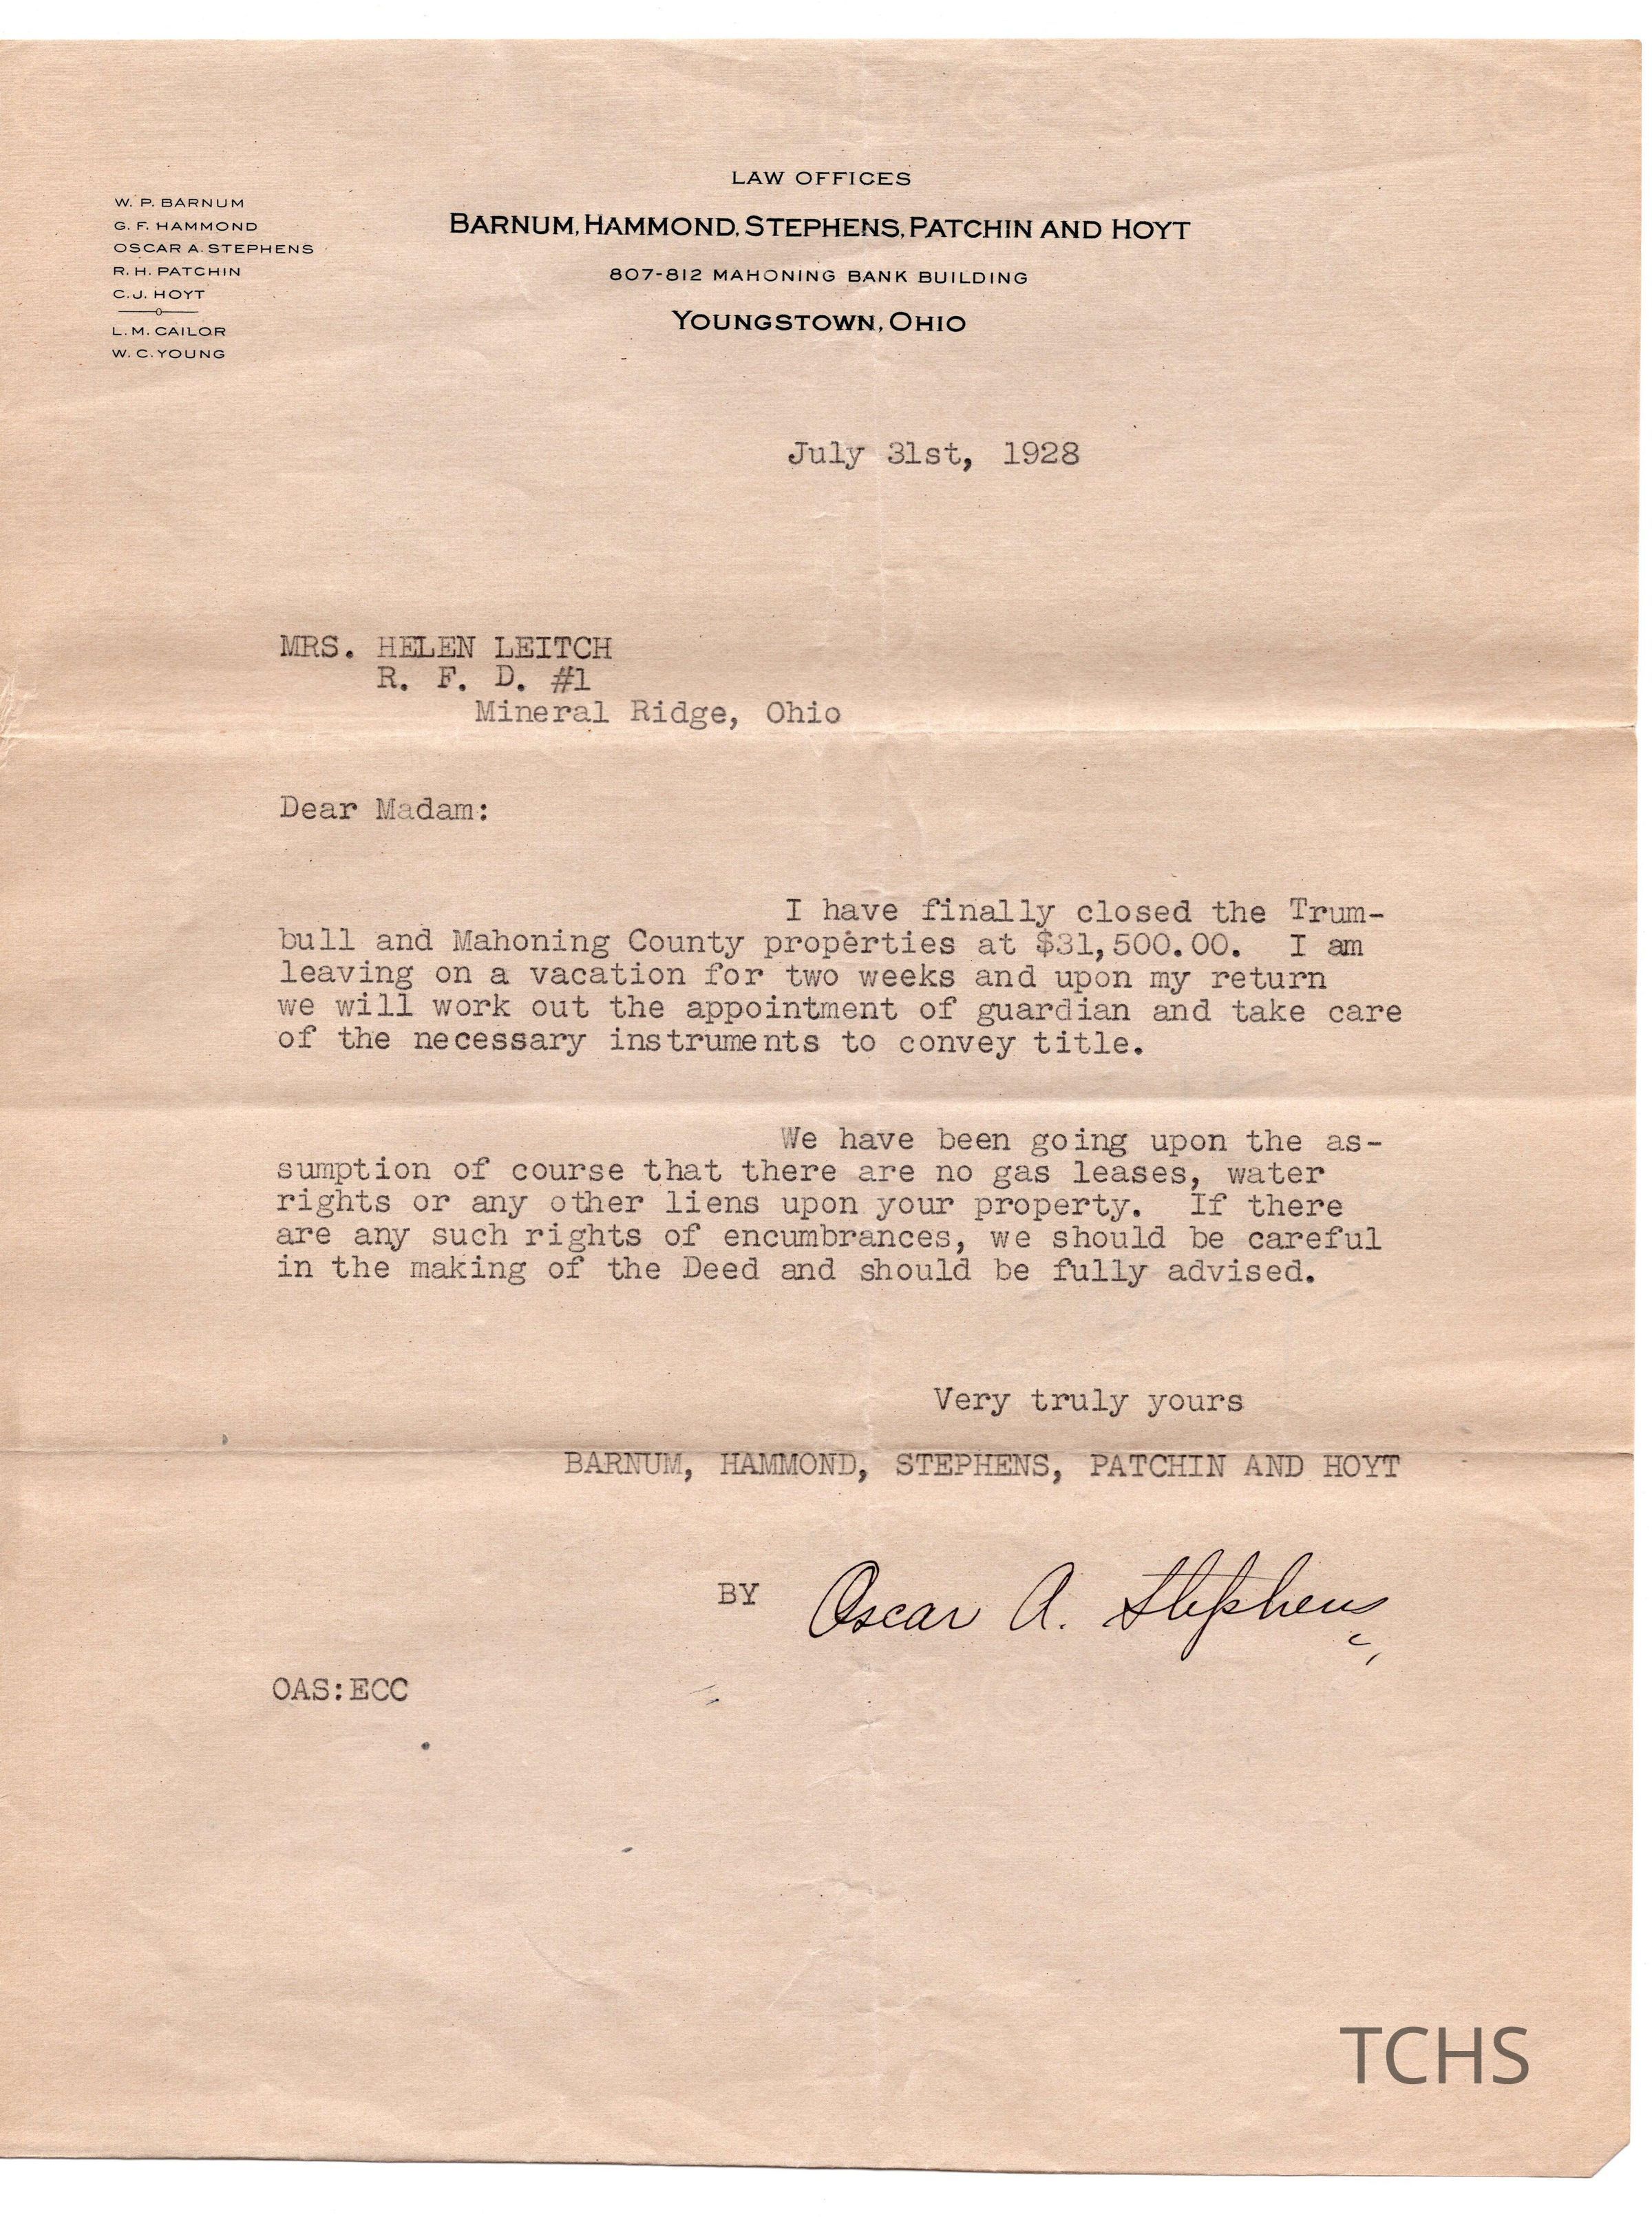 LAW OFFICES
BARNUM, HAMMOND, STEPHENS, PATCHIN AND HOYT
807-812 MAHONING BANK BUILDING
YOUNGSTOWN, OHIO
W. P. BARNUM
G. F. HAMMOND
OSCAR A. STEPHENS
R. H. PATCHIN
C. J. HOYT
L. M. CAILOR
W. C. YOUNG
July 31st, 1928
MRS. HELEN LEITCH
R. F. D. #1
Mineral Ridge, Ohio
Dear Madam:
I have finally closed the Trum-
bull and Mahoning County properties at $31,500.00. I am
leaving on a vacation for two weeks and upon my return
we will work out the appointment of guardian and take care
of the necessary instruments to convey title.
We have been going upon the as-
sumption of course that there are no gas leases, water
rights or any other liens upon your property. If there
are any such rights of encumbrances, we should be careful
in the making of the Deed and should be fully advised.
Very truly yours
BARNUM, HAMMOND, STEPHENS, PATCHIN AND HOYT
BY Oscar A. Stephens
OAS:ECC
TCHS